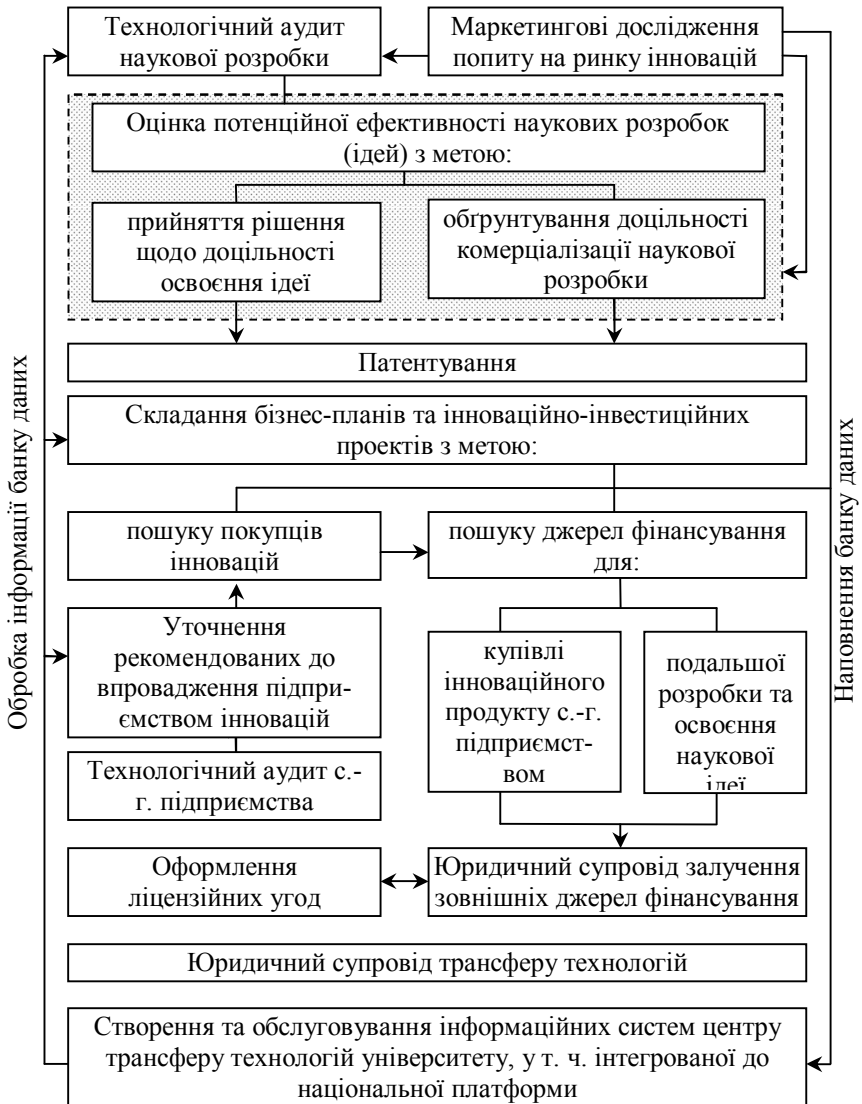 Технологічний аудит
наукової розробки
Маркетингові дослідження
попиту на ринку інновацій
Оцінка потенційної ефективності наукових розробок
(ідей) з метою:
прийняття рішення
щодо доцільності
освоєння ідеї
обґрунтування доцільності
комерціалізації наукової
розробки
Патентування
Складання бізнес-планів та інноваційно-інвестиційних
проектів з метою:
пошуку покупців
інновацій
пошуку джерел фінансування
для:
Уточнення
рекомендованих до
впровадження підпри-
ємством інновацій
купівлі
інноваційного
продукту с.-г.
підприємст-
вом
подальшої
розробки та
освоєння
наукової
ідеї
Технологічний аудит с.-
г. підприємства
Оформлення
ліцензійних угод
Юридичний супровід залучення
зовнішніх джерел фінансування
Юридичний супровід трансферу технологій
Створення та обслуговування інформаційних систем центру
трансферу технологій університету, у т. ч. інтегрованої до
національної платформи
Обробка інформації банку даних
Наповнення банку даних